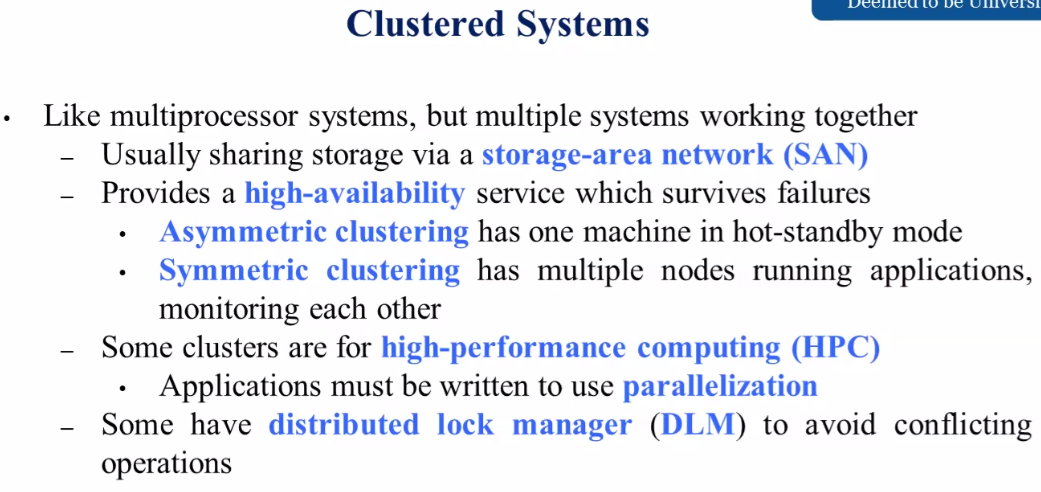 Deemed to be Universi
Clustered Systems
• Like multiprocessor systems, but multiple systems working together
– Usually sharing storage via a storage-area network (SAN)
– Provides a high-availability service which survives failures
• Asymmetric clustering has one machine in hot-standby mode
• Symmetric clustering has multiple nodes running applications,
monitoring each other
– Some clusters are for high-performance computing (HPC)
• Applications must be written to use parallelization
– Some have distributed lock manager (DLM) to avoid conflicting
operations